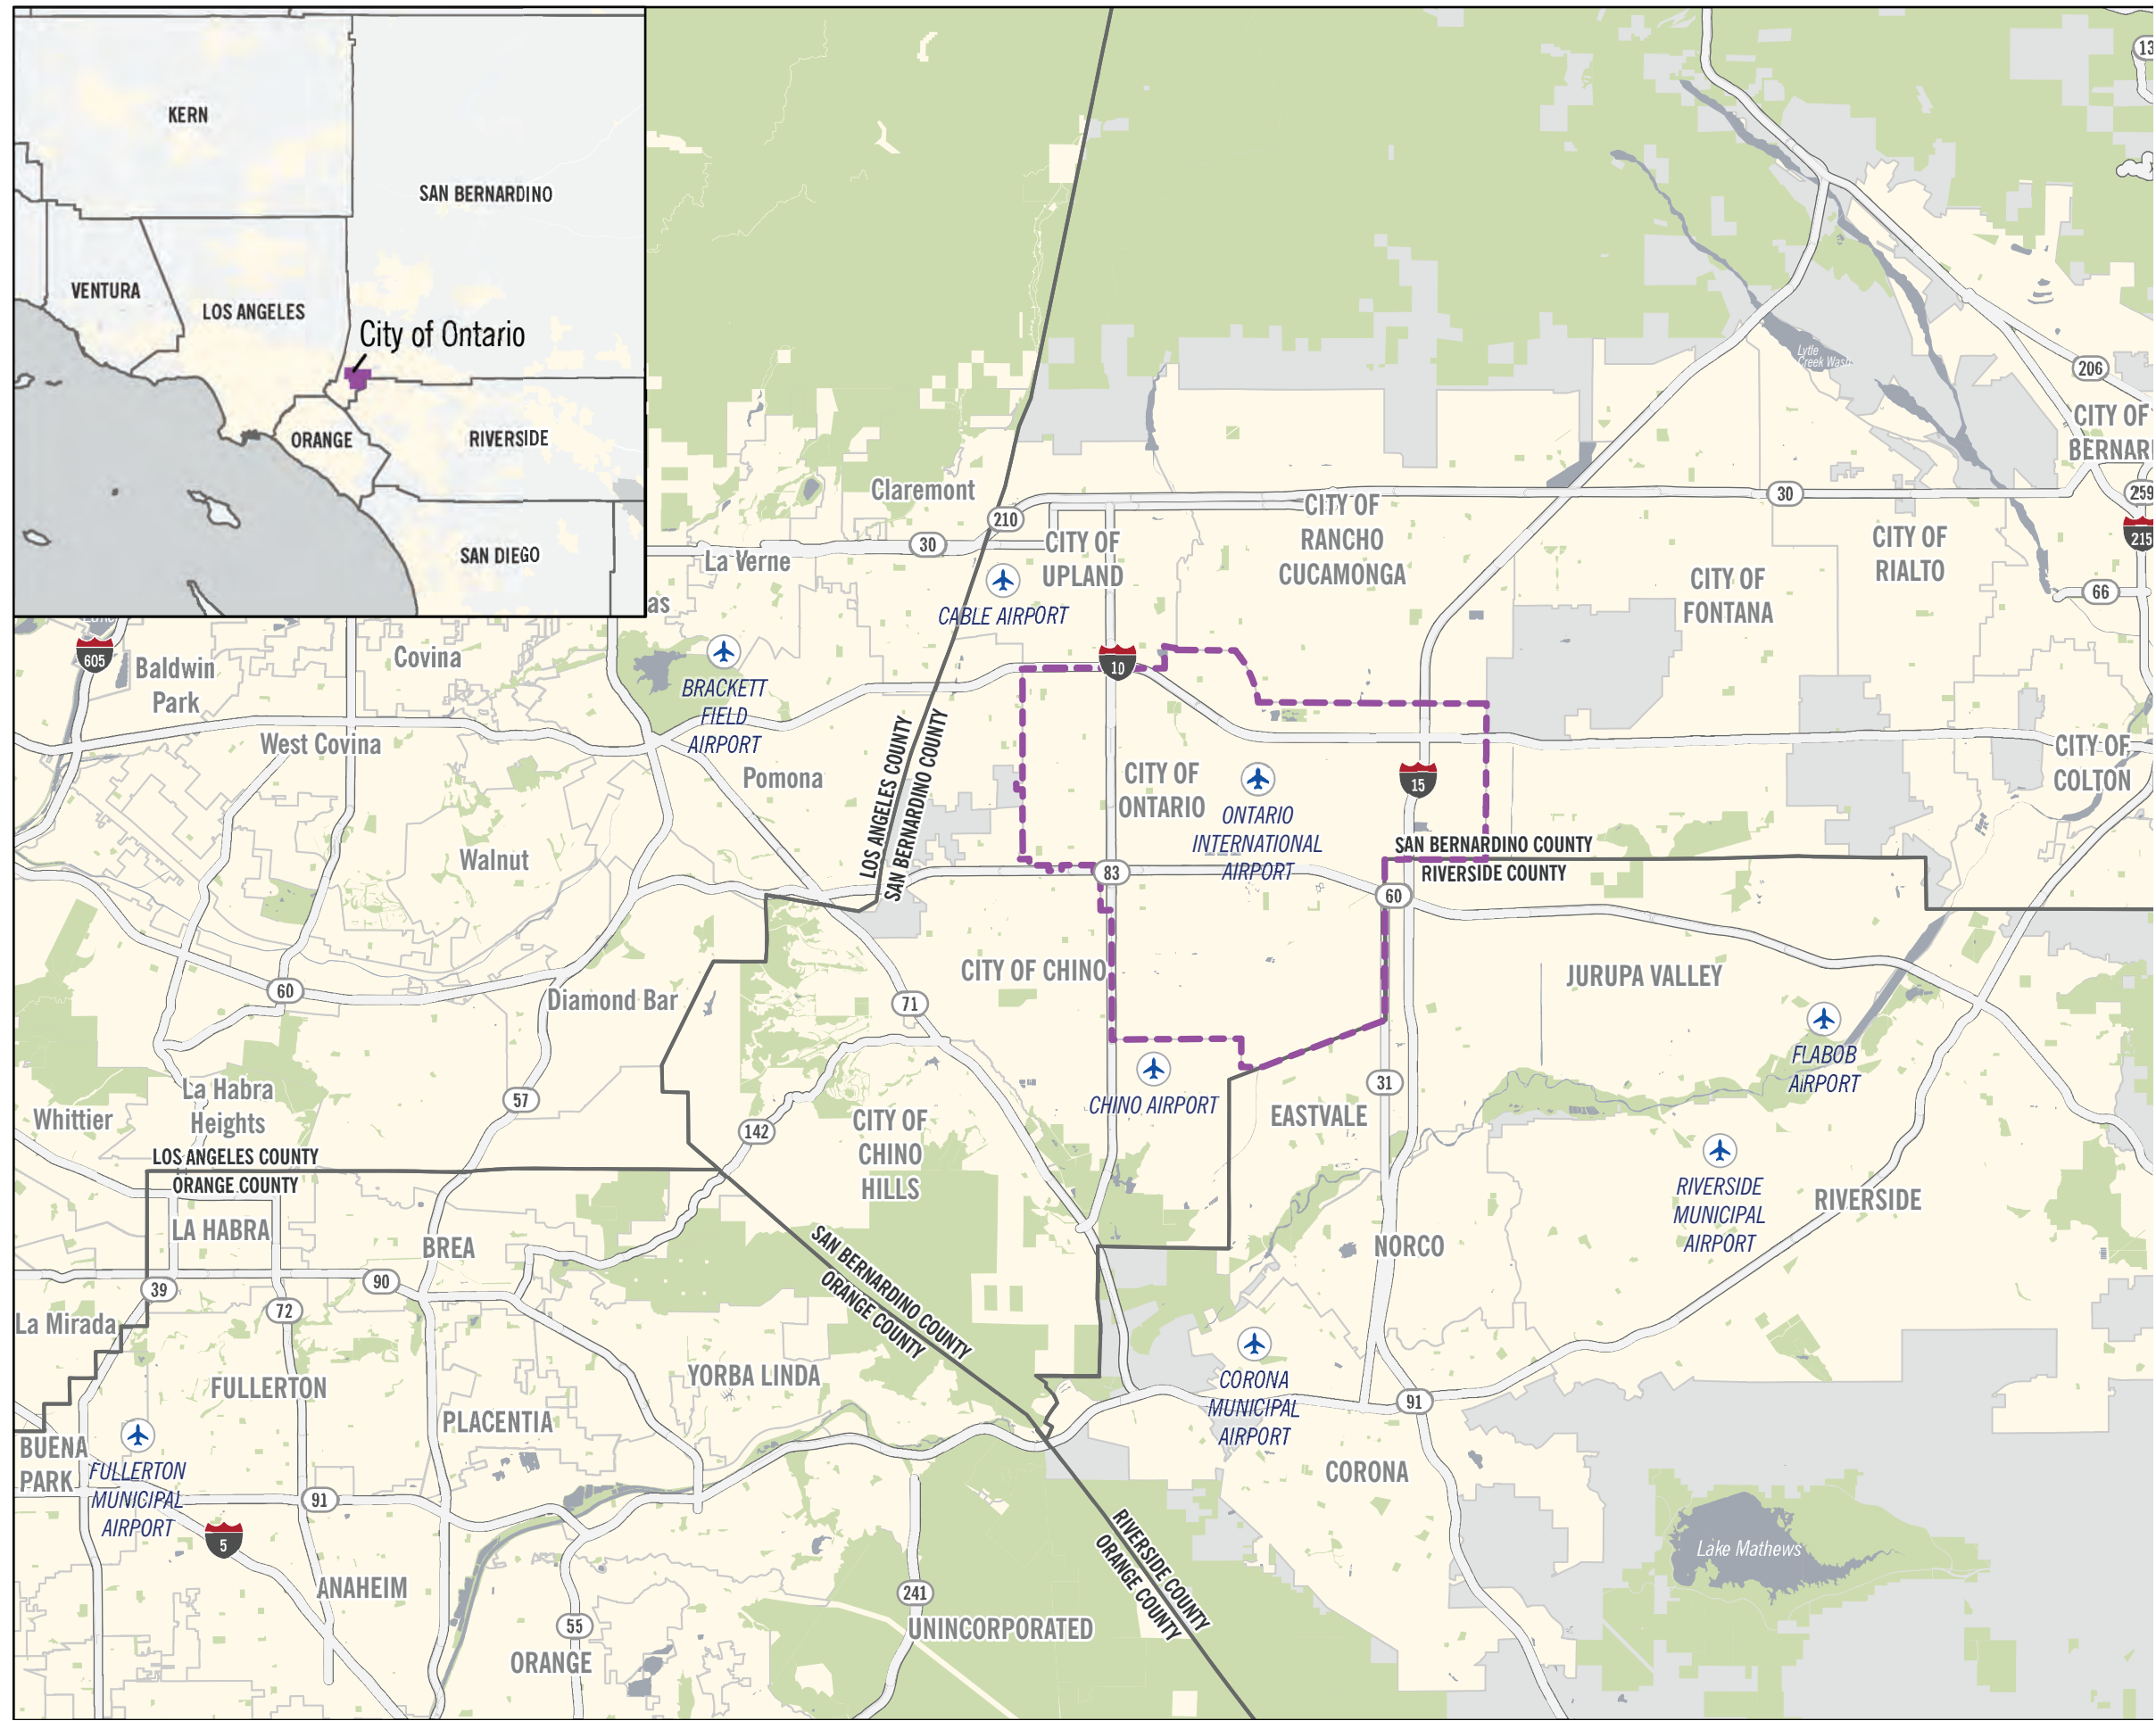 KERN
SAN BERNARDINO
VENTURA
LOS ANGELES
City of Ontario
ORANGE
RIVERSIDE
SAN DIEGO
13
Lytle
Creek Wash
206
CITY OF
BERNAR
259
215
Claremont
210
30
La Verne
CITY OF
UPLAND
CITY OF
RANCHO
CUCAMONGA
30
CITY OF
RIALTO
CITY OF
FONTANA
66
as
CABLE AIRPORT
605
Baldwin
Park
Covina
BRACKETT
FIELD
AIRPORT
10
West Covina
Pomona
LOS ANGELES COUNTY
SAN BERNARDINO COUNTY
CITY OF
ONTARIO
ONTARIO
INTERNATIONAL
AIRPORT
15
CITY OF
COLTON
Walnut
SAN BERNARDINO COUNTY
RIVERSIDE COUNTY
83
60
CITY OF CHINO
JURUPA VALLEY
60
Diamond Bar
71
FLABOB
AIRPORT
CHINO AIRPORT
31
EASTVALE
La Habra
Heights
Whittier
57
142
CITY OF
CHINO
HILLS
LOS ANGELES COUNTY
ORANGE COUNTY
RIVERSIDE
MUNICIPAL
AIRPORT
RIVERSIDE
LA HABRA
BREA
NORCO
SAN BERNARDINO COUNTY
ORANGE COUNTY
39
90
72
La Mirada
FULLERTON
YORBA LINDA
CORONA
MUNICIPAL
AIRPORT
91
PLACENTIA
BUENA
PARK
FULLERTON
MUNICIPAL
AIRPORT
91
CORONA
5
RIVERSIDE COUNTY
ORANGE COUNTY
Lake Mathews
ANAHEIM
241
55
UNINCORPORATED
ORANGE